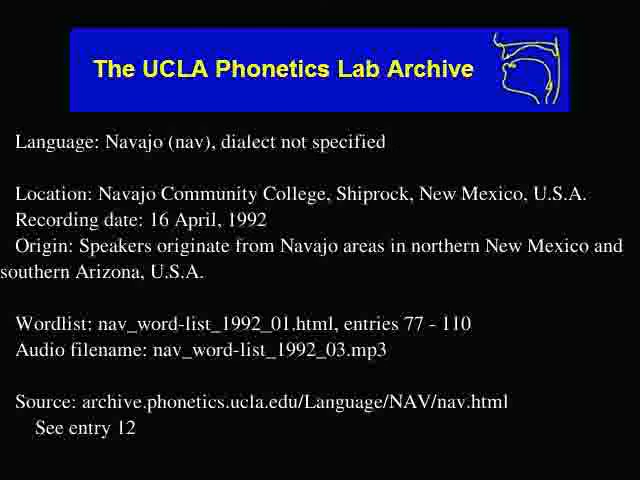 The UCLA Phonetics Lab Archive
Language: Navajo (nav), dialect not specified
Location: Navajo Community College, Shiprock, New Mexico, U.S.A.
Recording date: 16 April, 1992
Origin: Speakers originate from Navajo areas in northern New Mexico and
southern Arizona, U.S.A.
Wordlist: nav_word-list_1992_01.html, entries 77 - 110
Audio filename: nav_word-list_1992_03.mp3
Source: archive.phonetics.ucla.edu/Language/NAV/nav.html
See entry 12